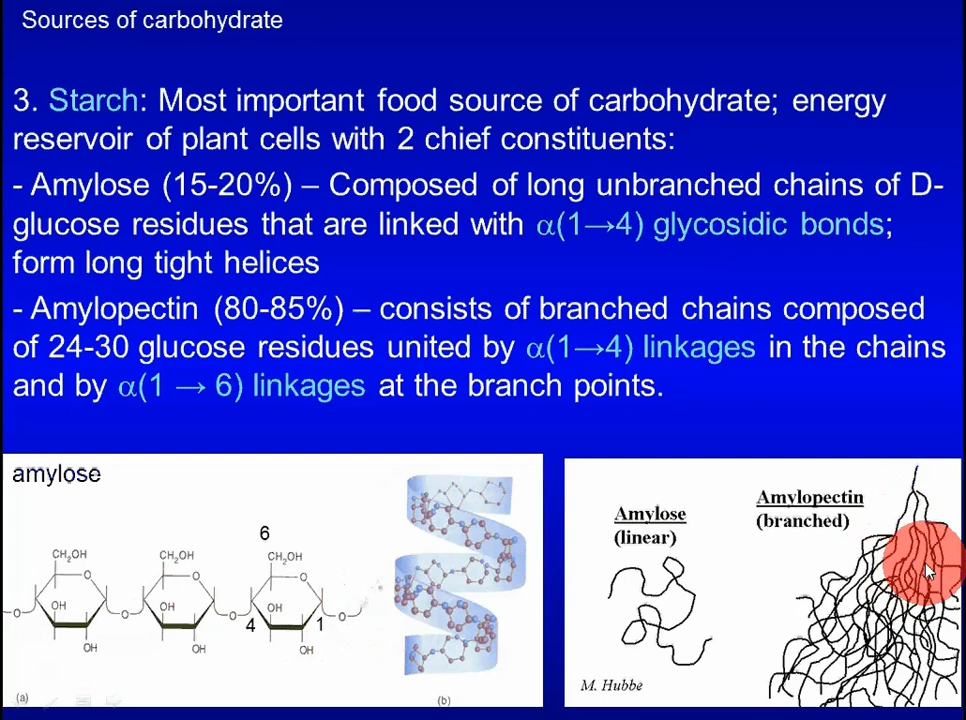 Sources of carbohydrate
3. Starch: Most important food source of carbohydrate; energy
reservoir of plant cells with 2 chief constituents:
- Amylose (15-20%) – Composed of long unbranched chains of D-
glucose residues that are linked with α(1→4) glycosidic bonds;
form long tight helices
- Amylopectin (80-85%) – consists of branched chains composed
of 24-30 glucose residues united by α(1→4) linkages in the chains
and by α(1 → 6) linkages at the branch points.
amylose
6
CH₂OH CH₂OH CH₂OH
O O O
OH OH OH
O O O O
4 1
OH OH OH
(a) (b)
Amylose
(linear)
Amylopectin
(branched)
M. Hubbe